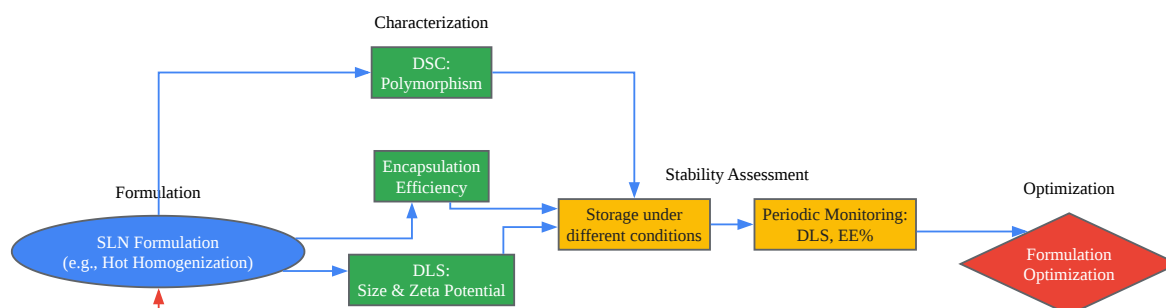 Characterization
DSC:
Polymorphism
Encapsulation
Efficiency
Formulation
SLN Formulation
(e.g., Hot Homogenization)
DLS:
Size & Zeta Potential
Stability Assessment
Storage under
different conditions
Periodic Monitoring:
DLS, EE%
Optimization
Formulation
Optimization